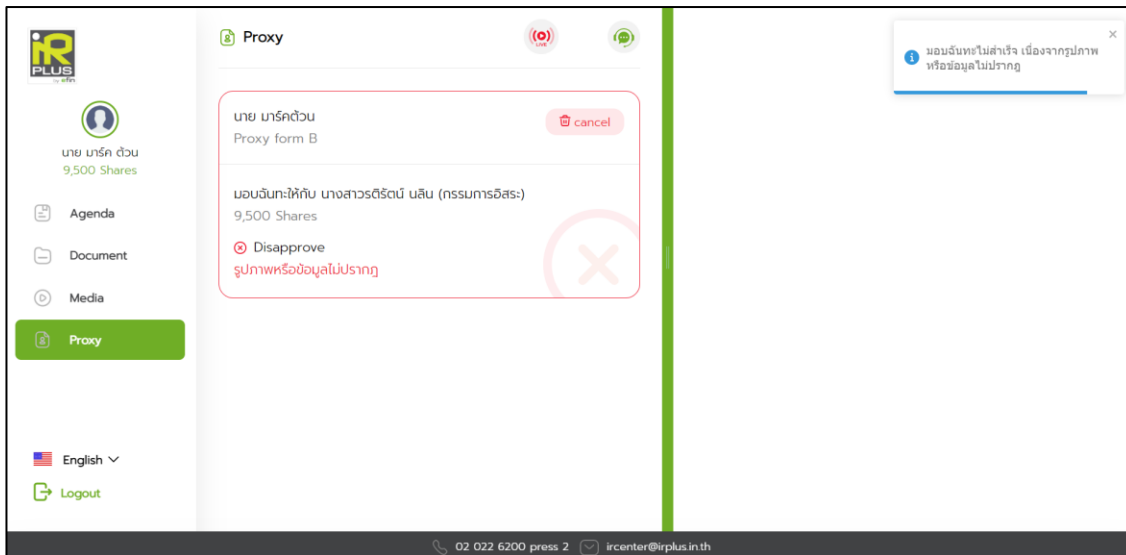 iR
PLUS
by efin
นาย มาร์ค ต้วน
9,500 Shares
Agenda
Document
Media
Proxy
English
Logout
Proxy
LIVE
นาย มาร์คต้วน
cancel
Proxy form B
มอบฉันทะให้กับ นางสาวรติรัตน์ นลิน (กรรมการอิสระ)
9,500 Shares
Disapprove
รูปภาพหรือข้อมูลไม่ปรากฎ
มอบฉันทะไม่สำเร็จ เนื่องจากรูปภาพ
หรือข้อมูลไม่ปรากฎ
02 022 6200 press 2 ircenter@irplus.in.th